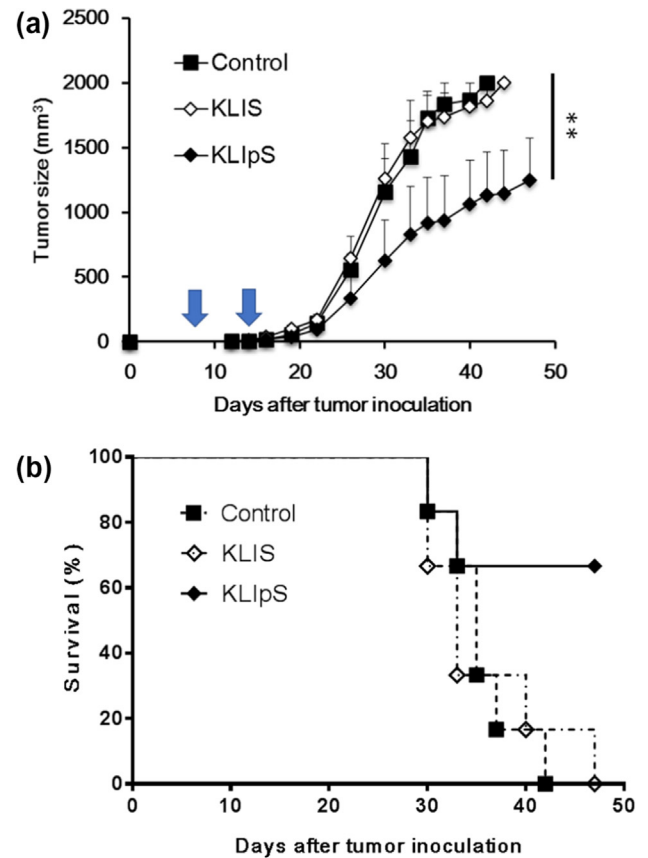 (a)
2500
2000
1500
1000
500
0
Tumor size (mm³)
Control
KLIS
KLIpS
**
0 10 20 30 40 50
Days after tumor inoculation
(b)
100
80
60
40
20
0
Survival (%)
Control
KLIS
KLIpS
0 10 20 30 40 50
Days after tumor inoculation